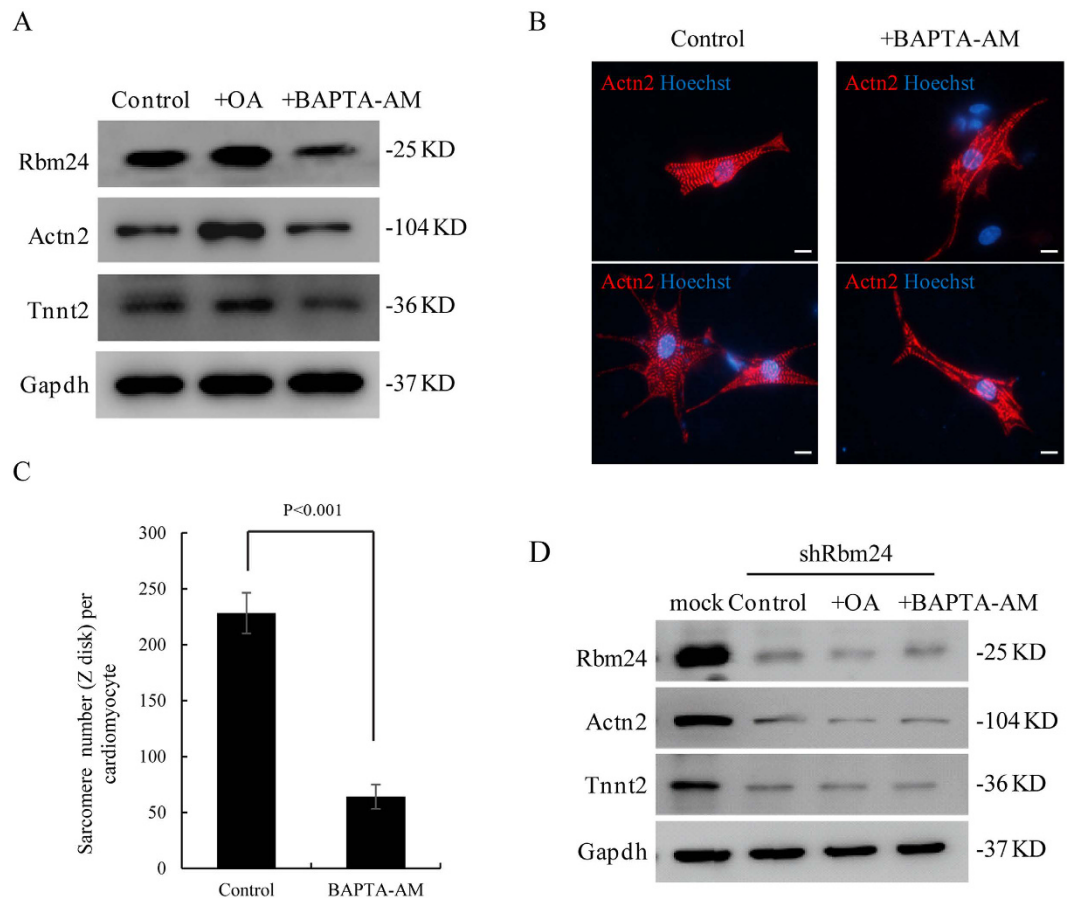 A
Control +OA +BAPTA-AM
Rbm24 -25 KD
Actn2 -104 KD
Tnnt2 -36 KD
Gapdh -37 KD
B
Control +BAPTA-AM
Actn2 Hoechst Actn2 Hoechst
Actn2 Hoechst Actn2 Hoechst
C
P<0.001
300
250
200
150
100
50
0
Sarcomere number (Z disk) per
cardiomyocyte
Control BAPTA-AM
D
shRbm24
mock Control +OA +BAPTA-AM
Rbm24 -25 KD
Actn2 -104 KD
Tnnt2 -36 KD
Gapdh -37 KD